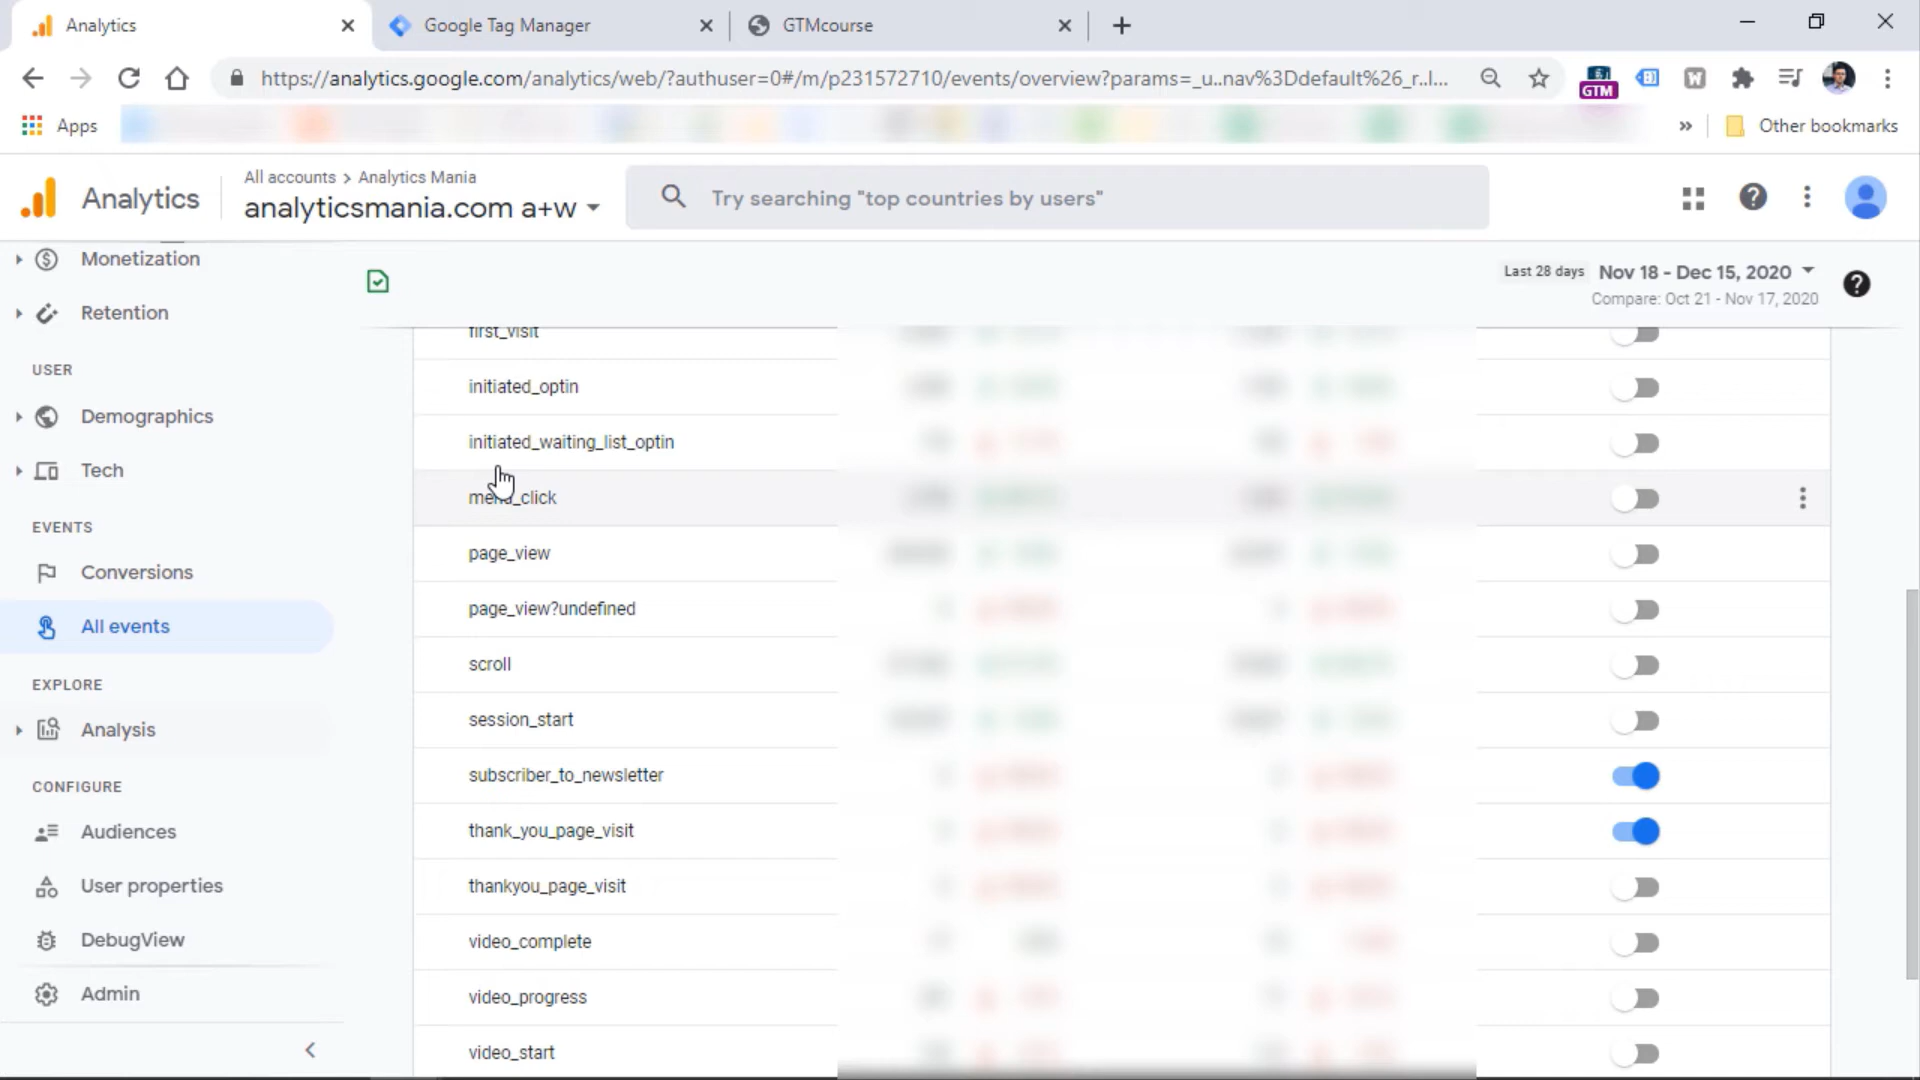 Analytics
Google Tag Manager
GTMcourse
https://analytics.google.com/analytics/web/?authuser=0#/m/p231572710/events/overview?params=_u..nav%3Ddefault%26_r..l...
GTM
Apps
Other bookmarks
Analytics
All accounts > Analytics Mania
analyticsmania.com a+w
Try searching "top countries by users"
Monetization
Retention
USER
Demographics
Tech
EVENTS
Conversions
All events
EXPLORE
Analysis
CONFIGURE
Audiences
User properties
DebugView
Admin
Last 28 days Nov 18 - Dec 15, 2020
Compare: Oct 21 - Nov 17, 2020
first_visit
initiated_optin
initiated_waiting_list_optin
menu_click
page_view
page_view?undefined
scroll
session_start
subscriber_to_newsletter
thank_you_page_visit
thankyou_page_visit
video_complete
video_progress
video_start